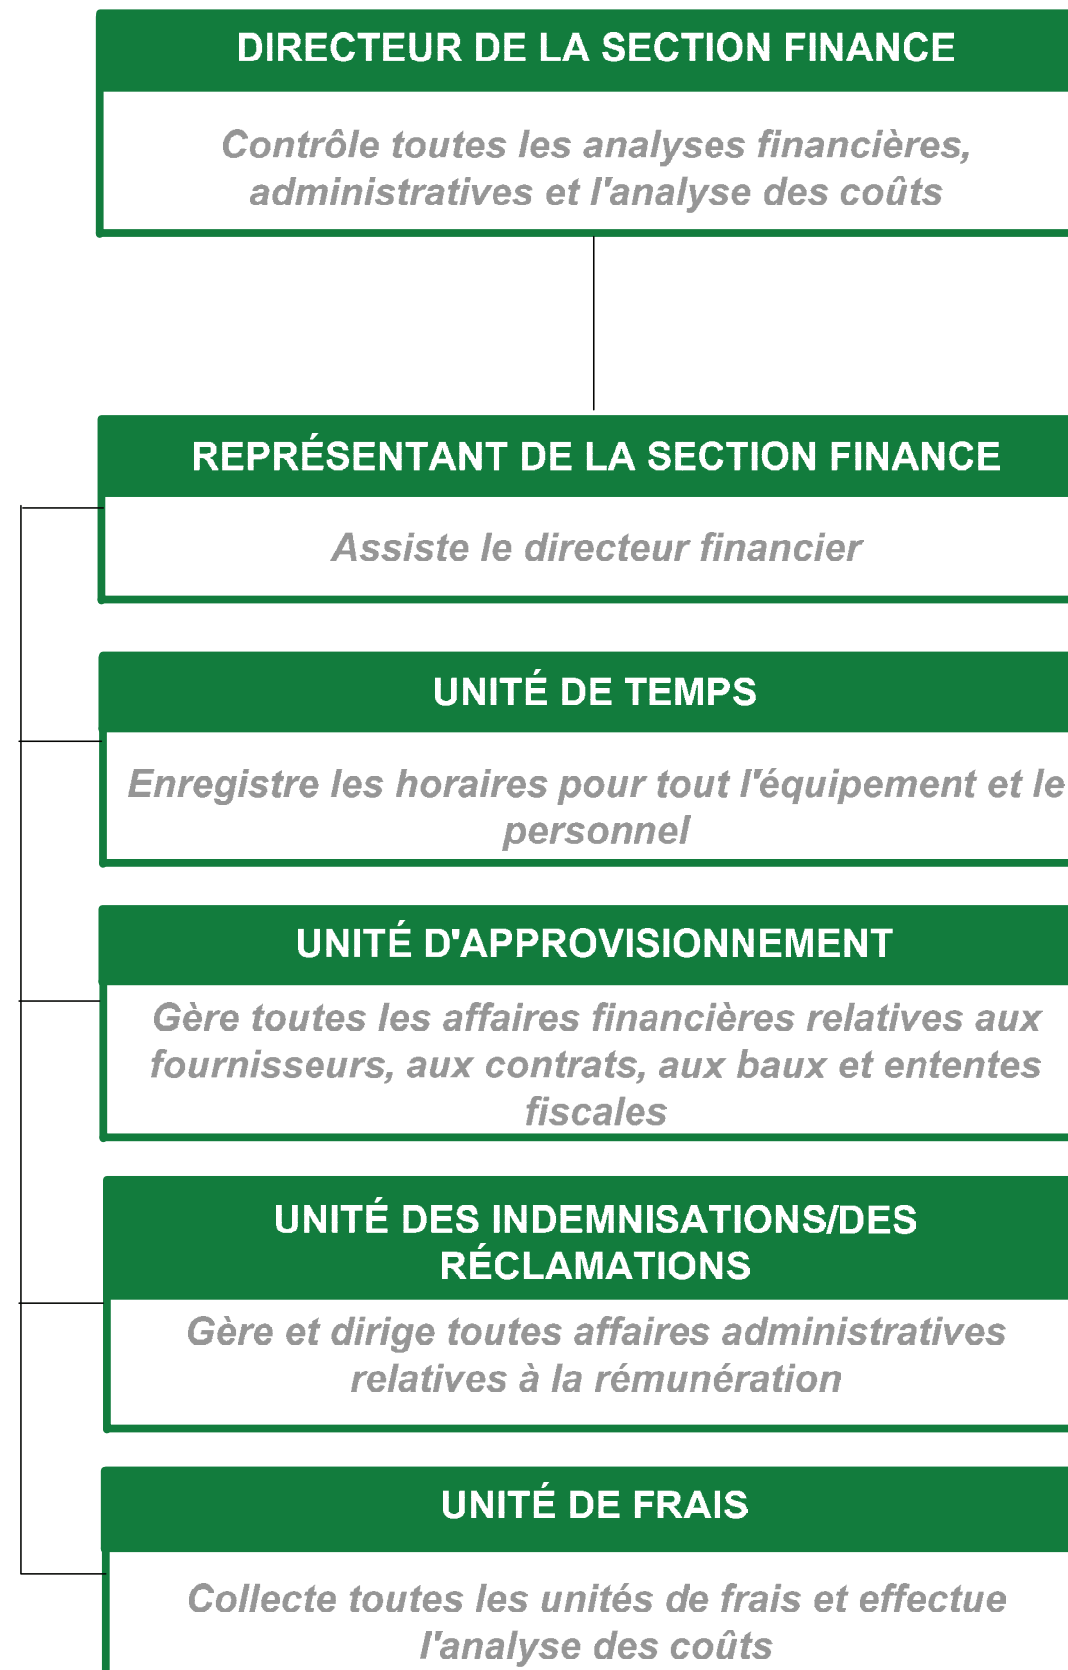 DIRECTEUR DE LA SECTION FINANCE
Contrôle toutes les analyses financières,
administratives et l'analyse des coûts
REPRÉSENTANT DE LA SECTION FINANCE
Assiste le directeur financier
UNITÉ DE TEMPS
Enregistre les horaires pour tout l'équipement et le
personnel
UNITÉ D'APPROVISIONNEMENT
Gère toutes les affaires financières relatives aux
fournisseurs, aux contrats, aux baux et ententes
fiscales
UNITÉ DES INDEMNISATIONS/DES
RÉCLAMATIONS
Gère et dirige toutes affaires administratives
relatives à la rémunération
UNITÉ DE FRAIS
Collecte toutes les unités de frais et effectue
l'analyse des coûts